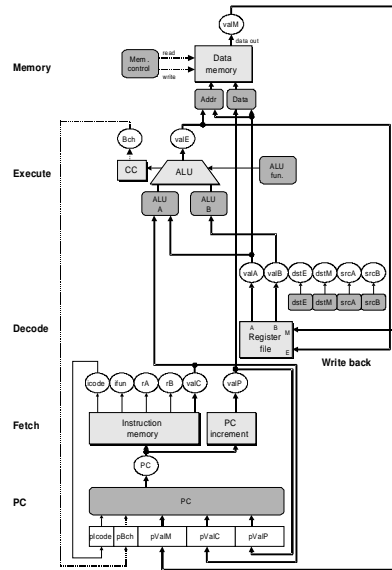 valM
data out
Memory
Mem.
control
read
write
Data
memory
Addr
Data
Bch
valE
Execute
CC
ALU
ALU
fun.
ALU
A
ALU
B
valA
valB
dstE
dstM
srcA
srcB
dstE
dstM
srcA
srcB
Decode
A
B
M
Register
file
E
Write back
icode
ifun
rA
rB
valC
valP
Fetch
Instruction
memory
PC
increment
PC
PC
PC
pIcode
pBch
pValM
pValC
pValP